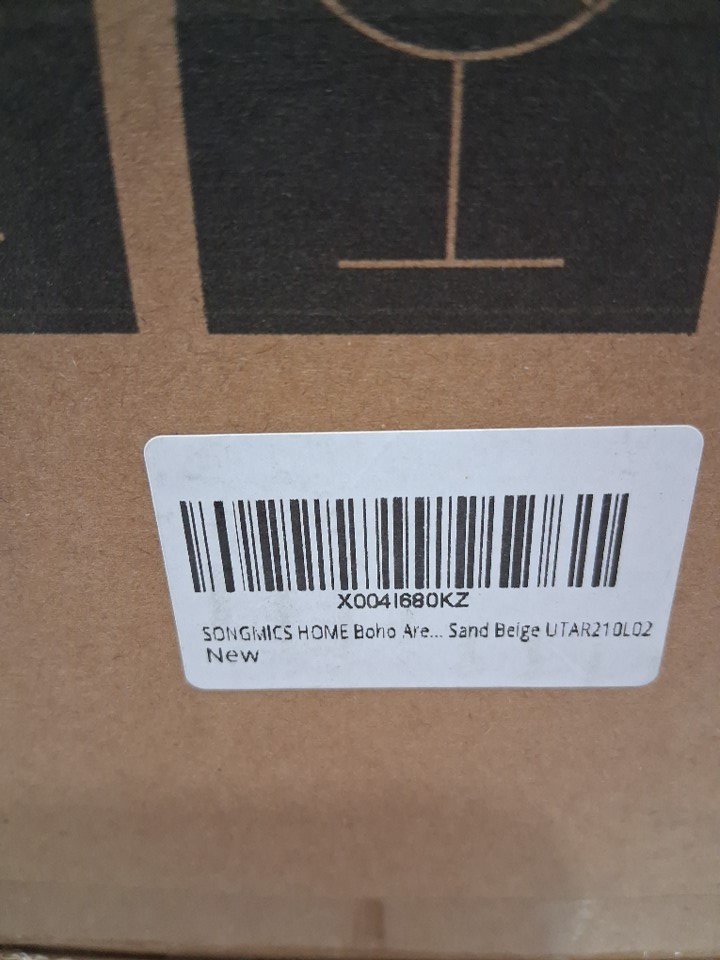 X004I680KZ
SONGMICS HOME Boho Are... Sand Beige UTAR210L02
New